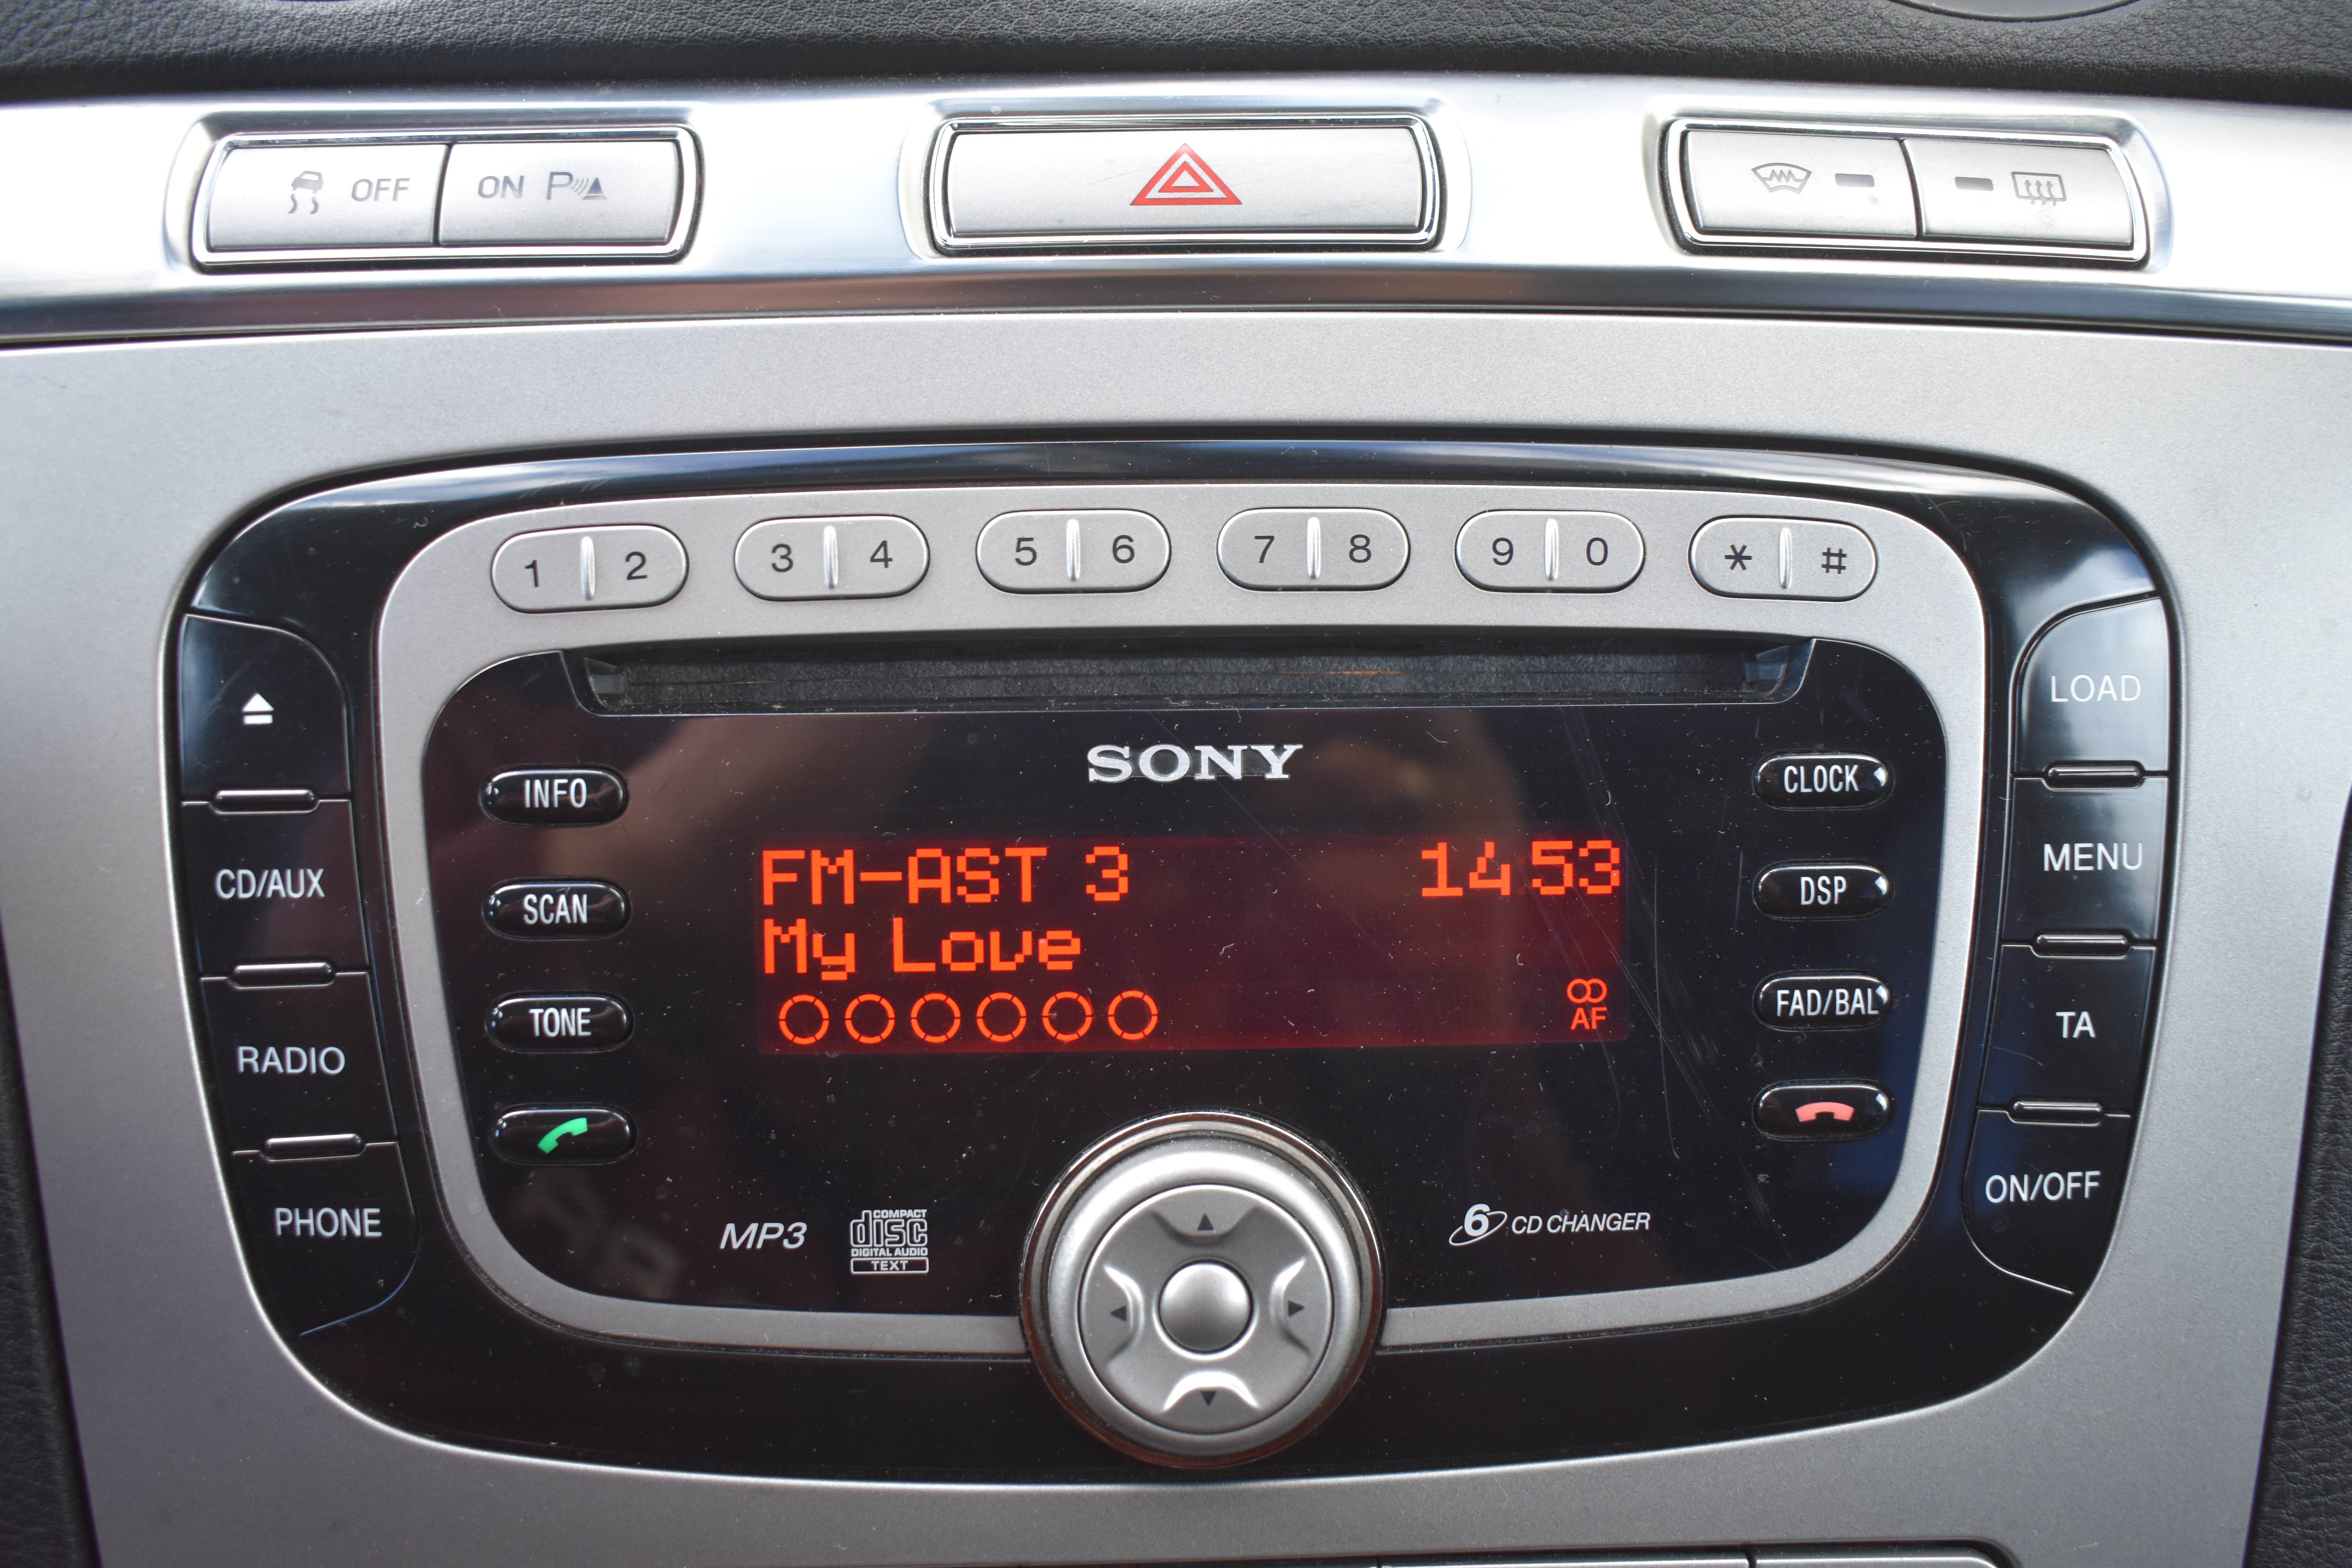 OFF ON P
1 2 3 4 5 6 7 8 9 0 * #
LOAD
SONY
INFO
CLOCK
FM-AST 3 14 53
MENU
CD/AUX
SCAN
DSP
My Love
TONE
FAD/BAL
AF
TA
RADIO
PHONE
ON/OFF
MP3
COMPACT
disc
DIGITAL AUDIO
TEXT
6 CD CHANGER